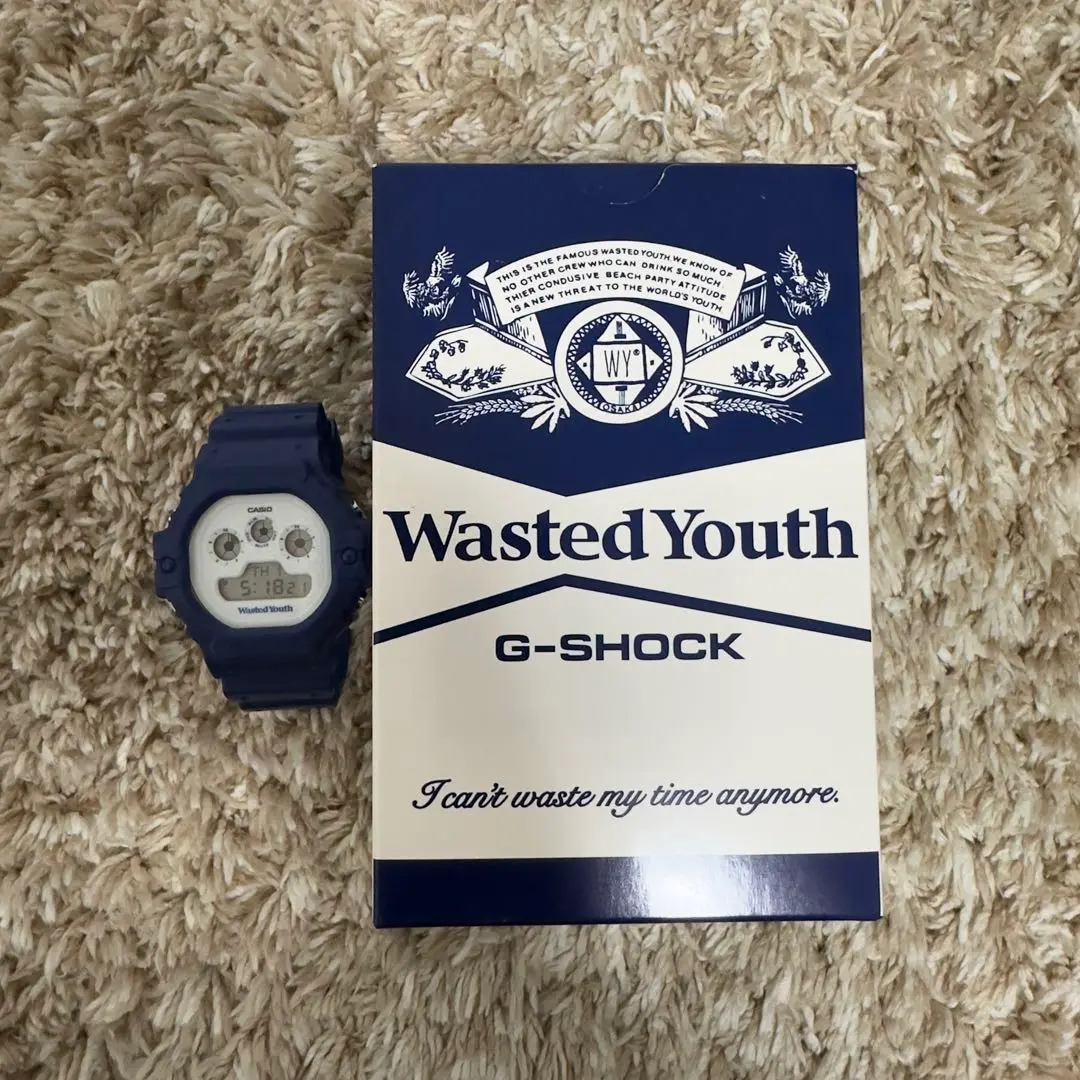 THIS IS THE FAMOUS WASTED YOUTH. WE KNOW OF
NO OTHER CREW WHO CAN DRINK SO MUCH.
THIER CONDUSIVE BEACH PARTY ATTITUDE
IS A NEW THREAT TO THE WORLD'S YOUTH
WY®
OSAKA
Wasted Youth
G-SHOCK
I can't waste my time anymore.
CASIO
TH
5:18 21
Wasted Youth